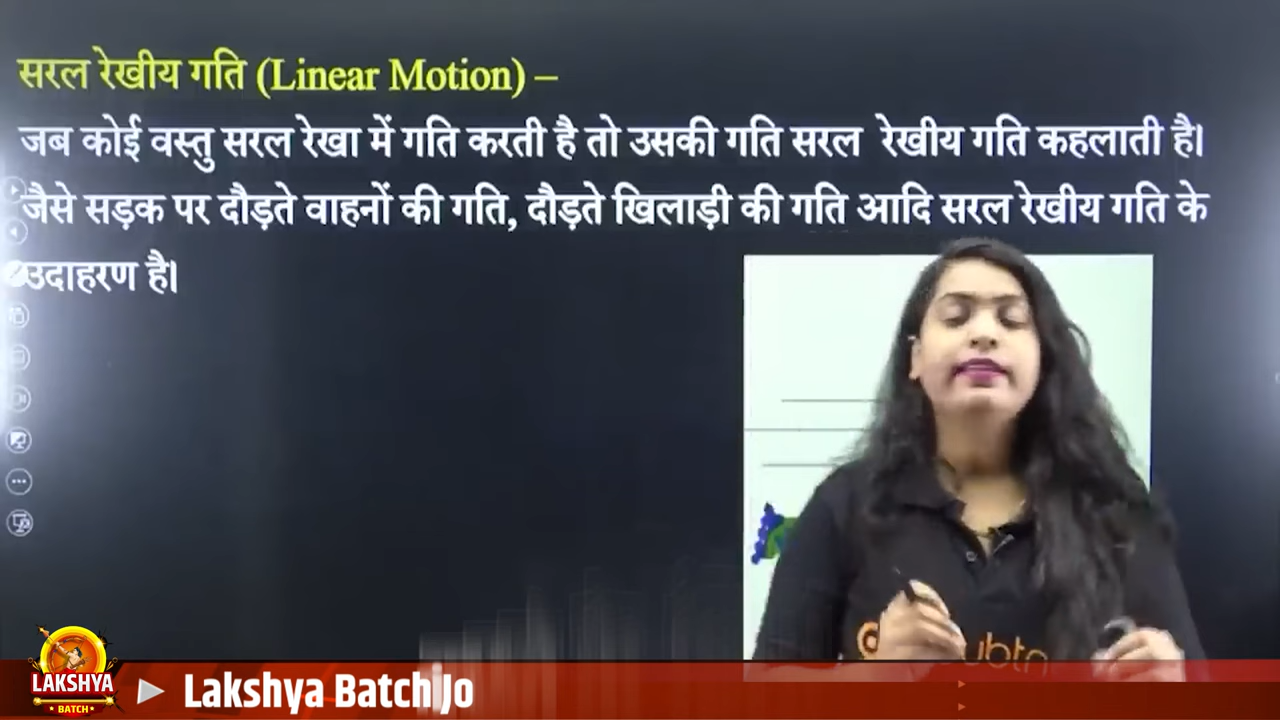 सरल रेखीय गति (Linear Motion) –
जब कोई वस्तु सरल रेखा में गति करती है तो उसकी गति सरल रेखीय गति कहलाती है।
जैसे सड़क पर दौड़ते वाहनों की गति, दौड़ते खिलाड़ी की गति आदि सरल रेखीय गति के
उदाहरण है।
ubtn
LAKSHYA
BATCH
Lakshya Batch Jo